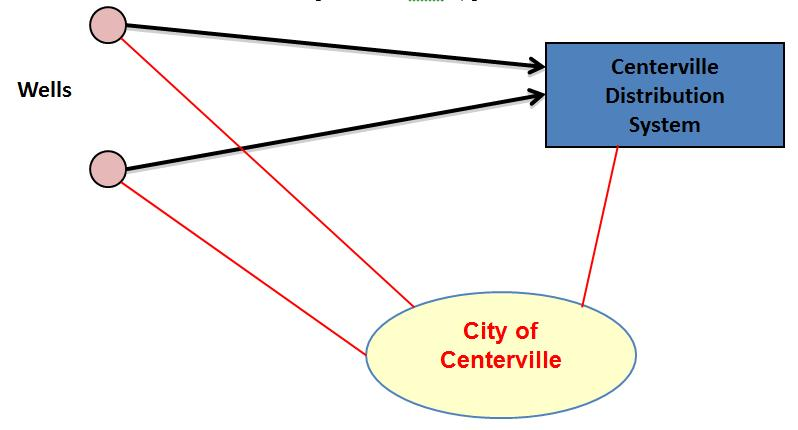 Wells
Centerville
Distribution
System
City of
Centerville